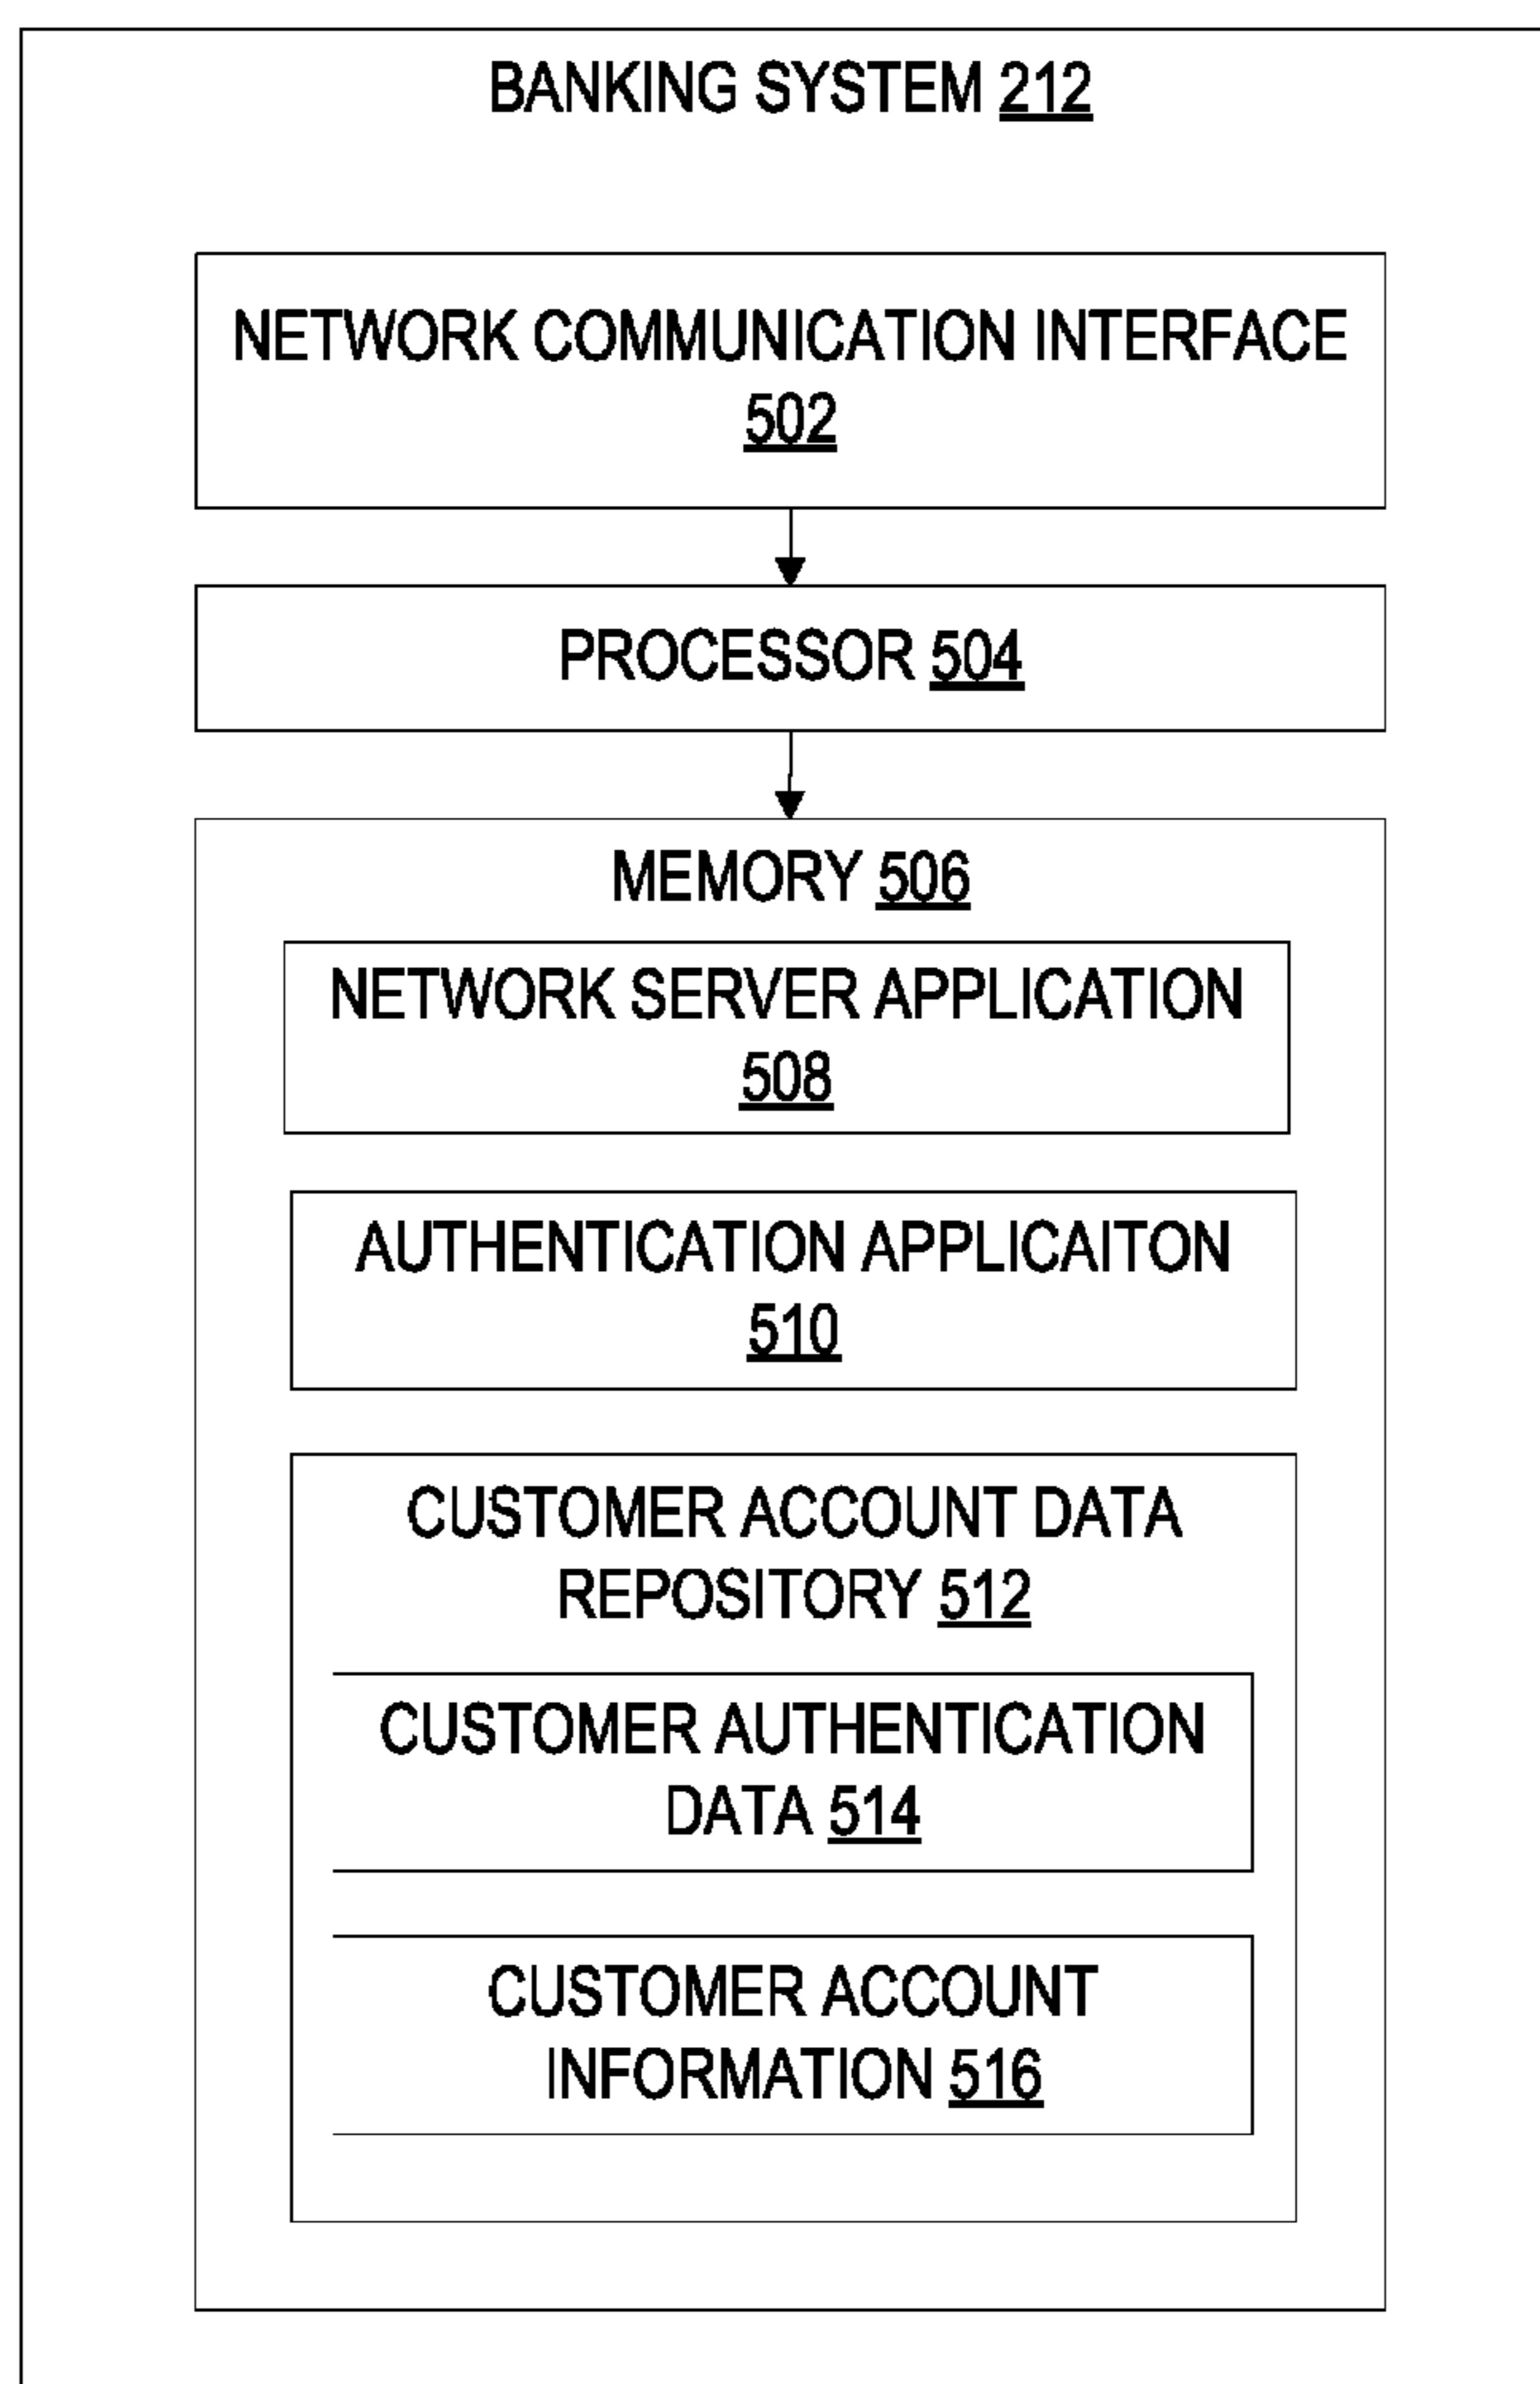 BANKING SYSTEM 212
NETWORK COMMUNICATION INTERFACE
502
PROCESSOR 504
MEMORY 506
NETWORK SERVER APPLICATION
508
AUTHENTICATION APPLICAITON
510
CUSTOMER ACCOUNT DATA
REPOSITORY 512
CUSTOMER AUTHENTICATION
DATA 514
CUSTOMER ACCOUNT
INFORMATION 516